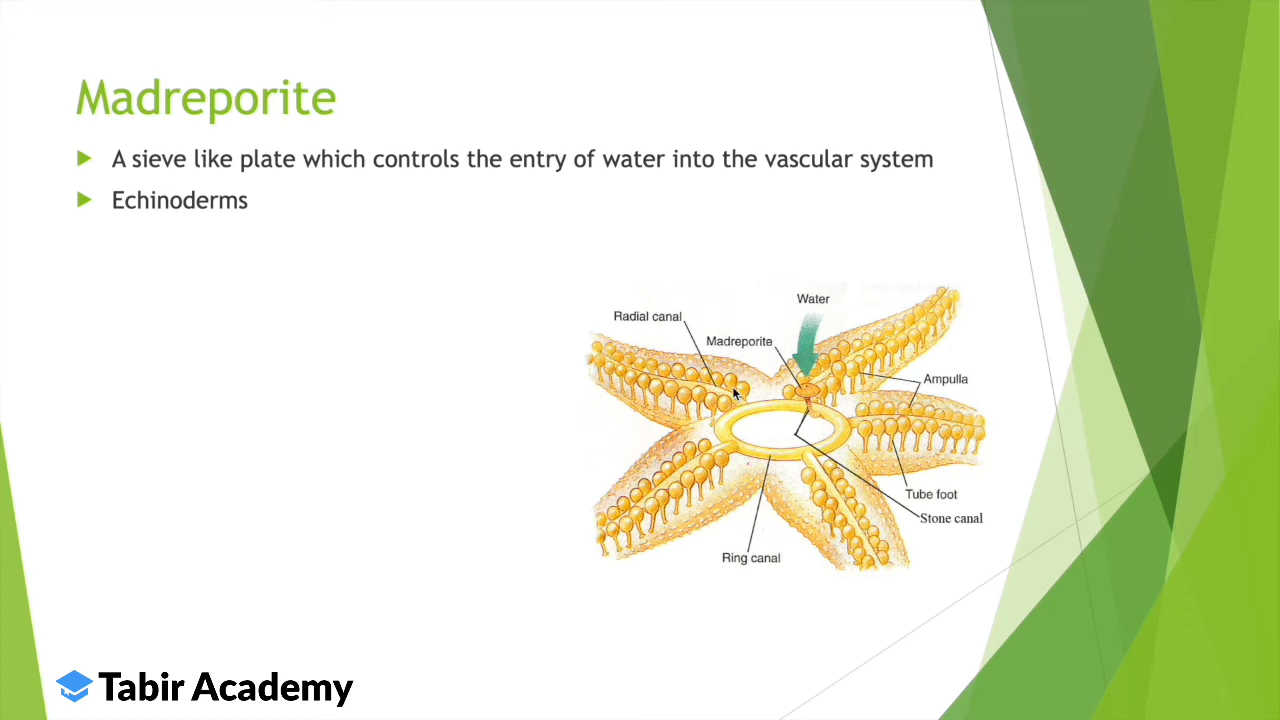 Madreporite
A sieve like plate which controls the entry of water into the vascular system
Echinoderms
Water
Radial canal
Madreporite
Ampulla
Tube foot
Stone canal
Ring canal
Tabir Academy